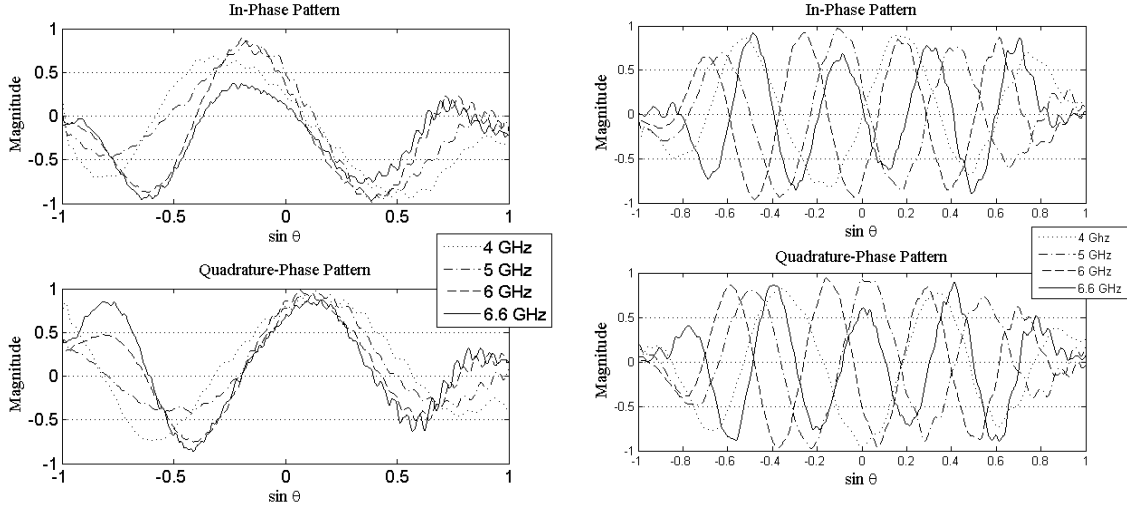 In-Phase Pattern
1
0.5
0
-0.5
-1
Magnitude
-1 -0.5 0 0.5 1
sin θ
Quadrature-Phase Pattern
1
0.5
0
-0.5
-1
Magnitude
-1 -0.5 0 0.5 1
sin θ
4 GHz
5 GHz
6 GHz
6.6 GHz
In-Phase Pattern
1
0.5
0
-0.5
-1
Magnitude
-1 -0.8 -0.6 -0.4 -0.2 0 0.2 0.4 0.6 0.8 1
sin θ
Quadrature-Phase Pattern
1
0.5
0
-0.5
-1
Magnitude
-1 -0.8 -0.6 -0.4 -0.2 0 0.2 0.4 0.6 0.8 1
sin θ
4 Ghz
5 GHz
6 GHz
6.6 GHz